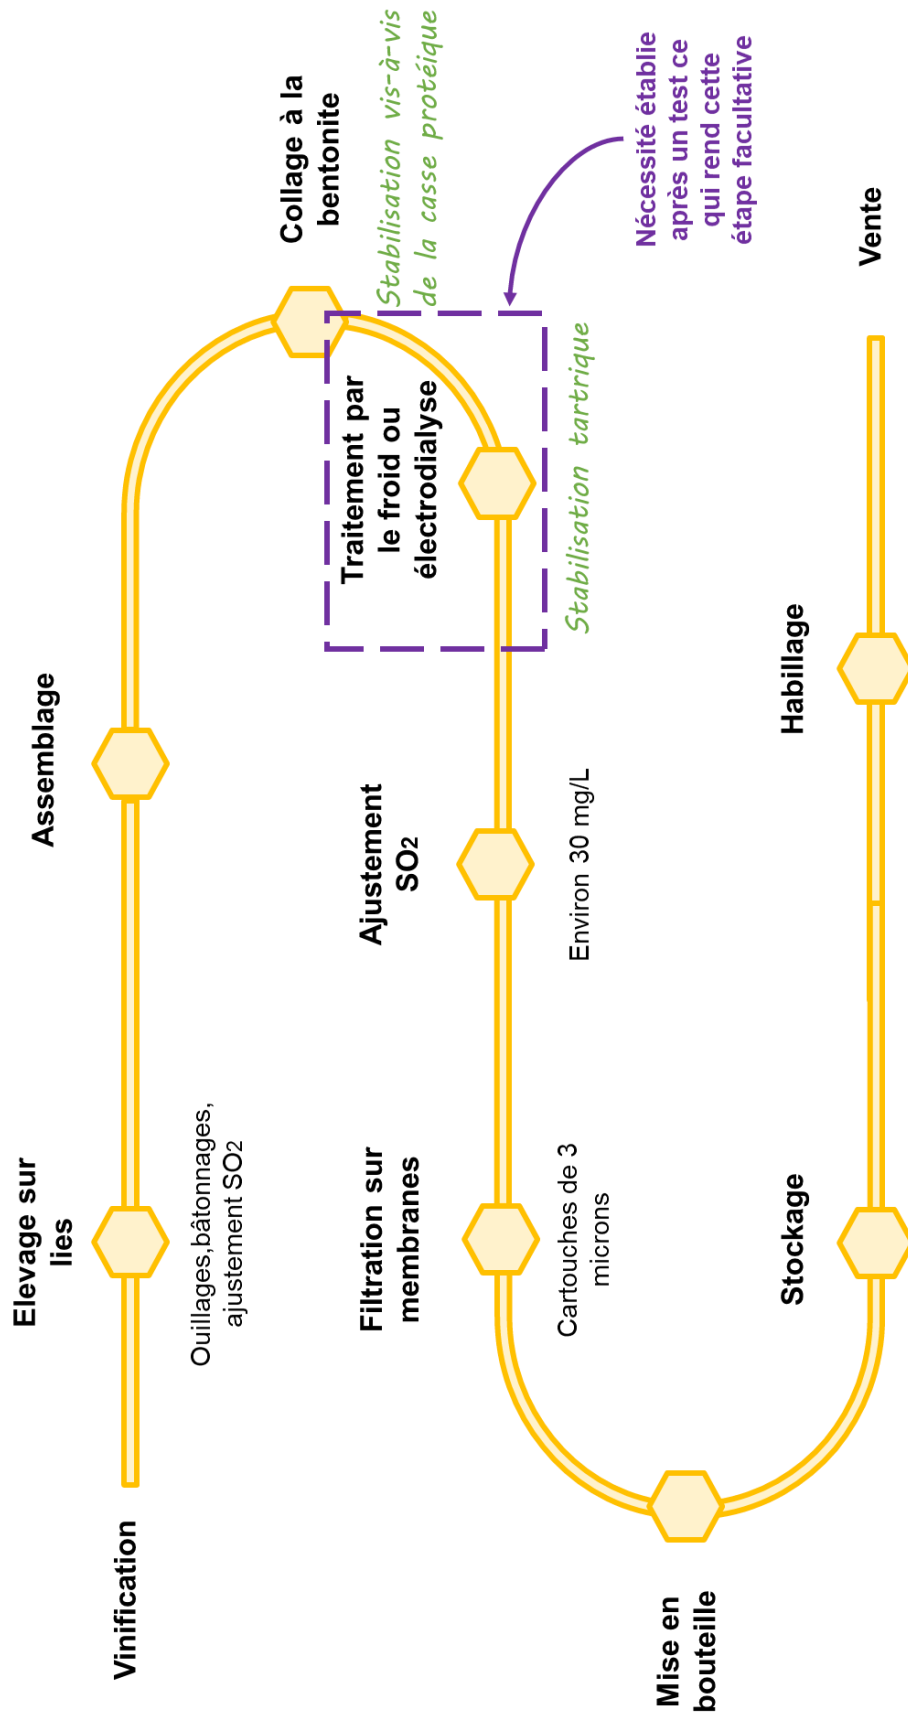 Vinification
Elevage sur
lies
Ouillages,bâtonnages,
ajustement SO2
Assemblage
Collage à la
bentonite
Stabilisation vis-à-vis
de la casse protéique
Traitement par
le froid ou
électrodialyse
Stabilisation tartrique
Nécessité établie
après un test ce
qui rend cette
étape facultative
Ajustement
SO2
Environ 30 mg/L
Filtration sur
membranes
Cartouches de 3
microns
Mise en
bouteille
Stockage
Habillage
Vente